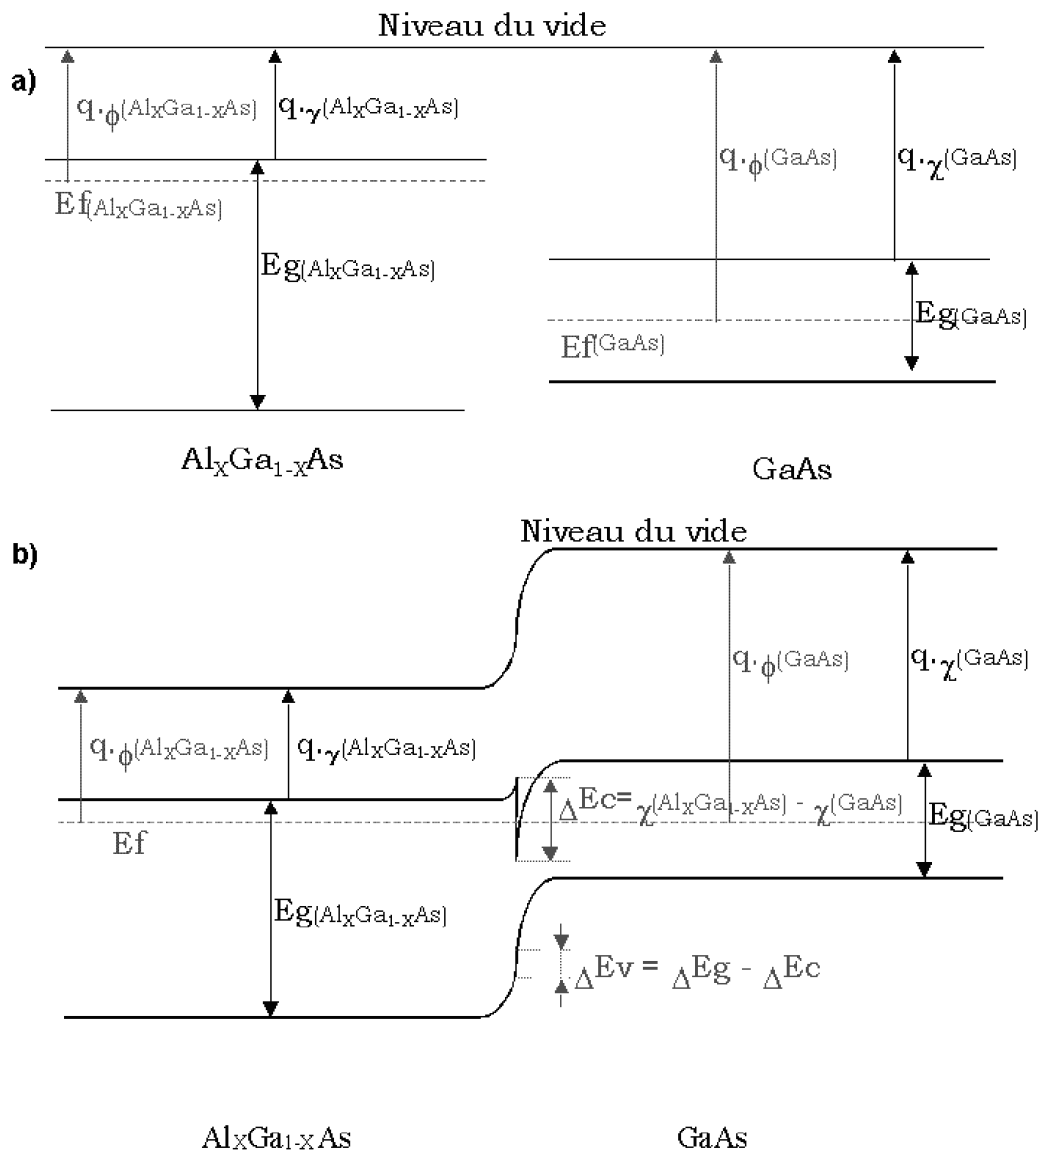 Niveau du vide
a)
q.ϕ(AlXGa1-XAs)
q.γ(AlXGa1-XAs)
q.ϕ(GaAs)
q.χ(GaAs)
Ef(AlXGa1-XAs)
Eg(AlXGa1-XAs)
Eg(GaAs)
Ef(GaAs)
AlXGa1-XAs
GaAs
Niveau du vide
b)
q.ϕ(GaAs)
q.χ(GaAs)
q.ϕ(AlXGa1-XAs)
q.γ(AlXGa1-XAs)
ΔEc=χ(AlXGa1-XAs) - χ(GaAs)
Eg(GaAs)
Ef
Eg(AlXGa1-XAs)
ΔEv = ΔEg - ΔEc
AlXGa1-XAs
GaAs